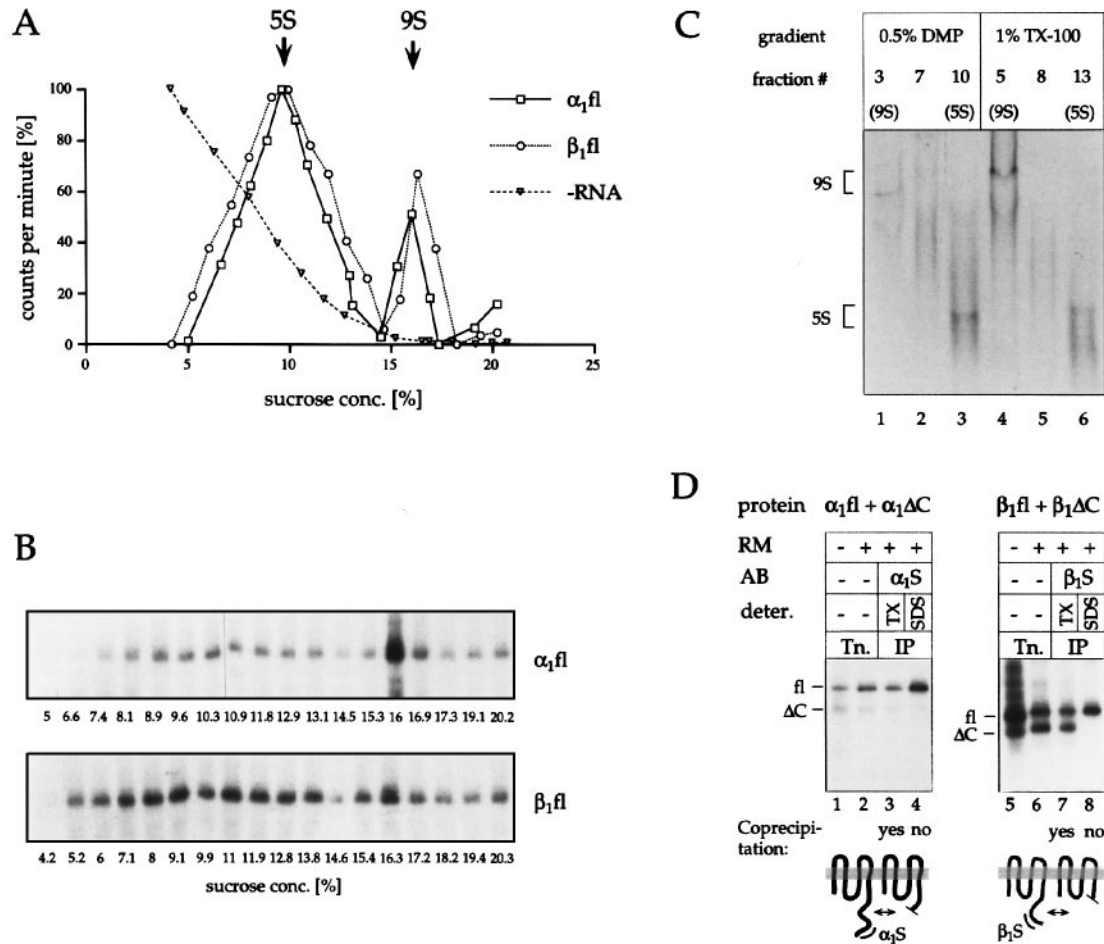 A
5S 9S
counts per minute [%]
100
80
60
40
20
0
0 5 10 15 20 25
sucrose conc. [%]
α₁fl
β₁fl
-RNA
B
α₁fl
5 6.6 7.4 8.1 8.9 9.6 10.3 10.9 11.8 12.9 13.1 14.5 15.3 16 16.9 17.3 19.1 20.2
β₁fl
4.2 5.2 6 7.1 8 9.1 9.9 11 11.9 12.8 13.8 14.6 15.4 16.3 17.2 18.2 19.4 20.3
sucrose conc. [%]
C
gradient 0.5% DMP 1% TX-100
fraction # 3 7 10 5 8 13
(9S) (5S) (9S) (5S)
9S
5S
1 2 3 4 5 6
D
protein α₁fl + α₁ΔC β₁fl + β₁ΔC
RM - + + + - + + +
AB - - α₁S - - β₁S
deter. - - TX SDS - - TX SDS
Tn. IP Tn. IP
fl
ΔC
fl
ΔC
1 2 3 4 5 6 7 8
Coprecipi-
tation: yes no yes no
α₁S β₁S